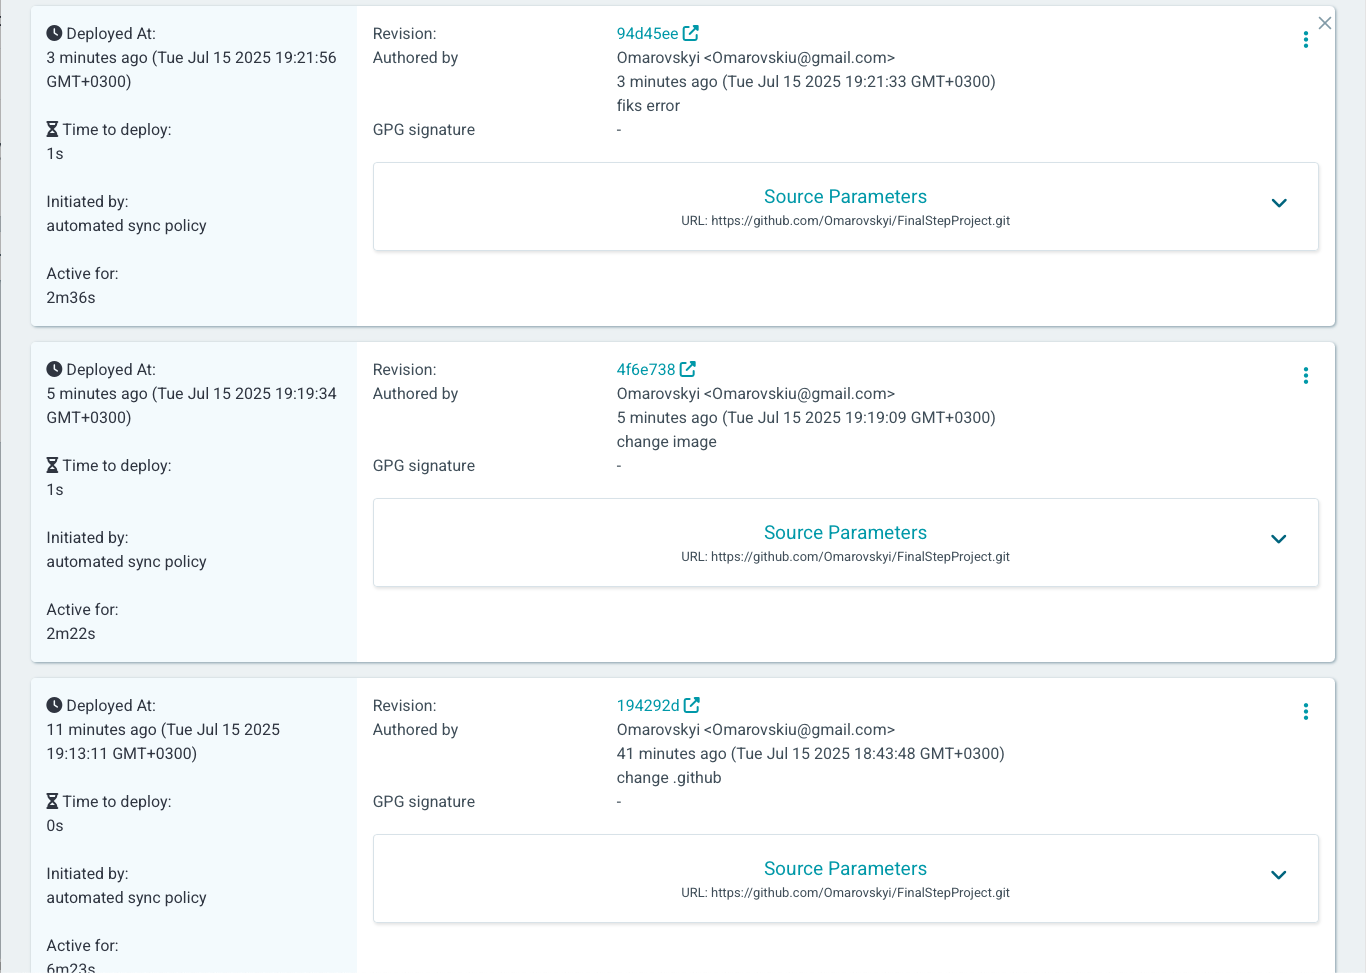 Deployed At:
3 minutes ago (Tue Jul 15 2025 19:21:56
GMT+0300)
Time to deploy:
1s
Initiated by:
automated sync policy
Active for:
2m36s
Revision:
94d45ee
Authored by
Omarovskyi <Omarovskiu@gmail.com>
3 minutes ago (Tue Jul 15 2025 19:21:33 GMT+0300)
fiks error
GPG signature
-
Source Parameters
URL: https://github.com/Omarovskyi/FinalStepProject.git
Deployed At:
5 minutes ago (Tue Jul 15 2025 19:19:34
GMT+0300)
Time to deploy:
1s
Initiated by:
automated sync policy
Active for:
2m22s
Revision:
4f6e738
Authored by
Omarovskyi <Omarovskiu@gmail.com>
5 minutes ago (Tue Jul 15 2025 19:19:09 GMT+0300)
change image
GPG signature
-
Source Parameters
URL: https://github.com/Omarovskyi/FinalStepProject.git
Deployed At:
11 minutes ago (Tue Jul 15 2025
19:13:11 GMT+0300)
Time to deploy:
0s
Initiated by:
automated sync policy
Active for:
6m23s
Revision:
194292d
Authored by
Omarovskyi <Omarovskiu@gmail.com>
41 minutes ago (Tue Jul 15 2025 18:43:48 GMT+0300)
change .github
GPG signature
-
Source Parameters
URL: https://github.com/Omarovskyi/FinalStepProject.git